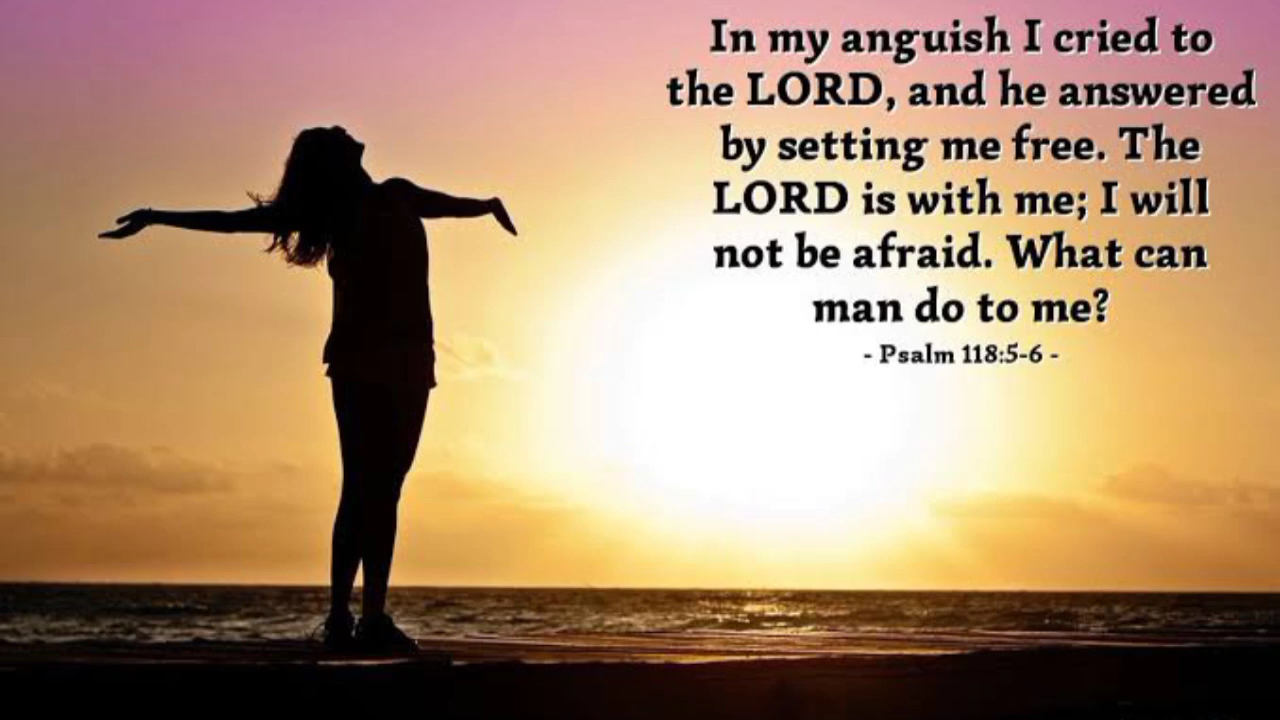 In my anguish I cried to
the LORD, and he answered
by setting me free. The
LORD is with me; I will
not be afraid. What can
man do to me?
- Psalm 118:5-6 -